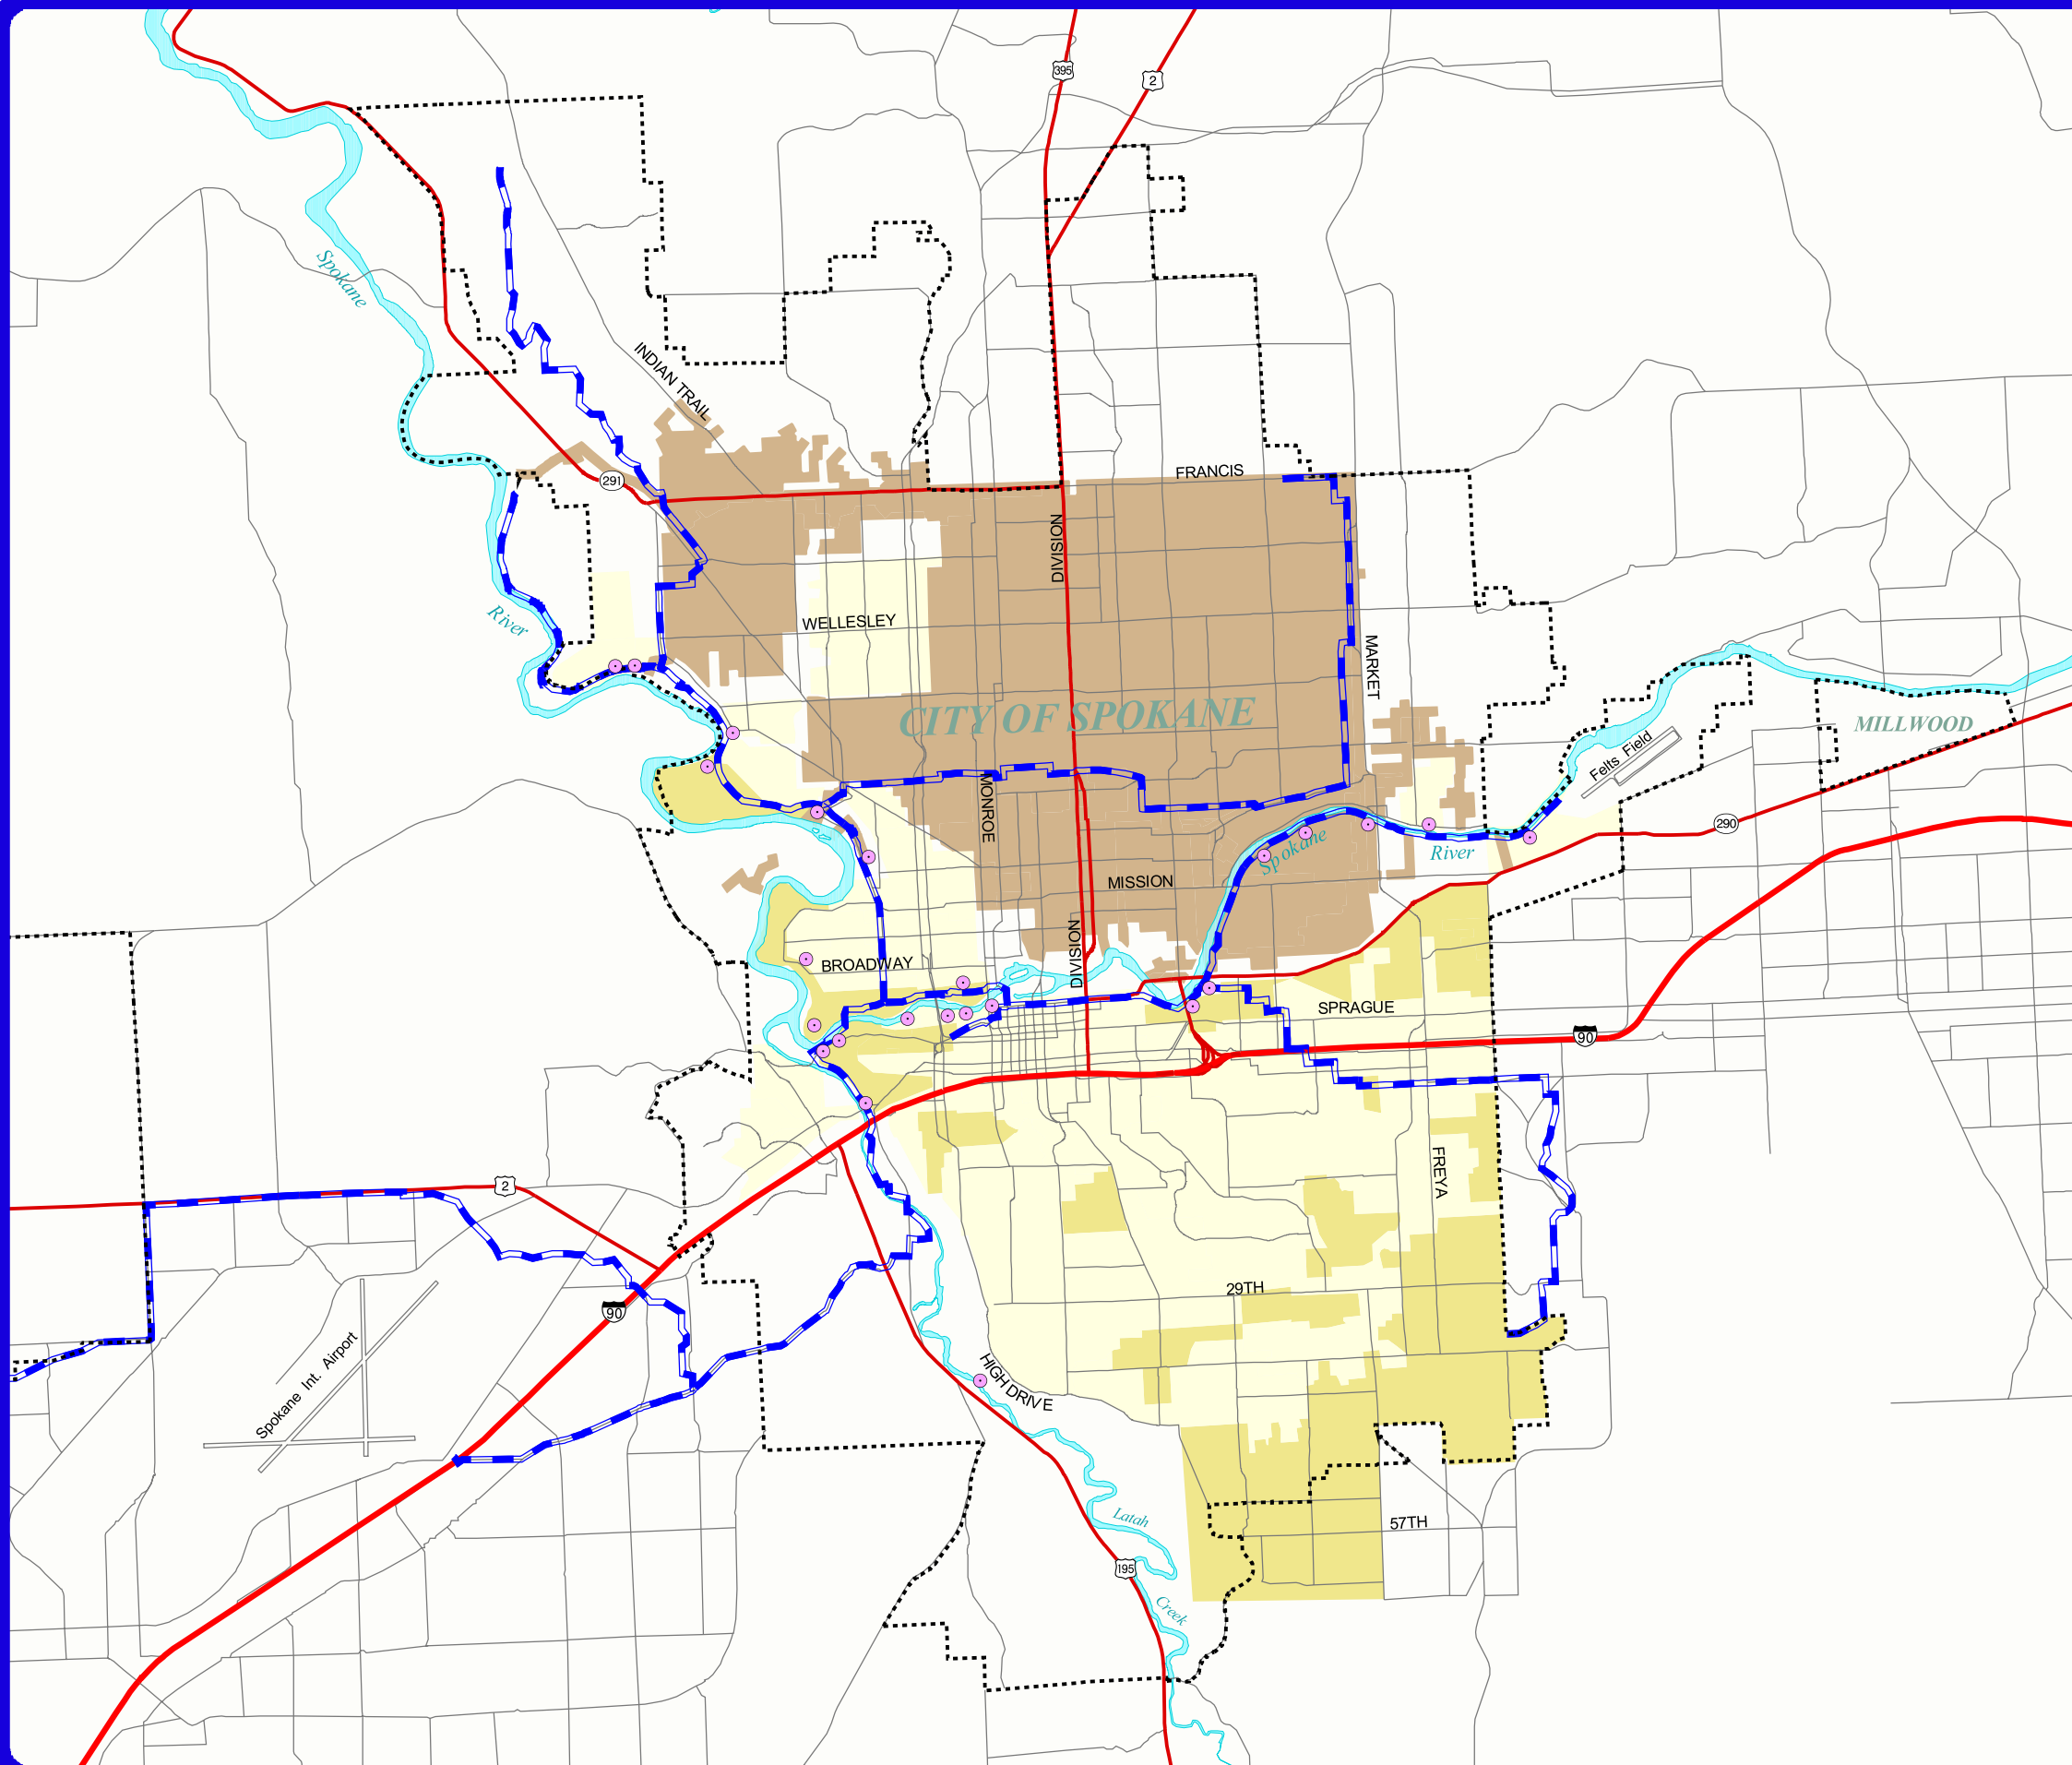 395
2
Spokane
INDIAN TRAIL
291
FRANCIS
DIVISION
River
WELLESLEY
MARKET
CITY OF SPOKANE
MILLWOOD
Felts Field
MONROE
290
Spokane
River
MISSION
DIVISION
BROADWAY
SPRAGUE
90
FREYA
2
29TH
90
Spokane Int. Airport
HIGH DRIVE
Latah
57TH
195
Creek